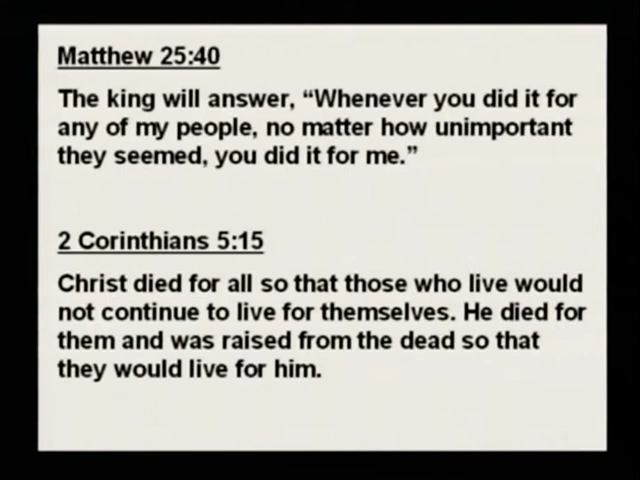 Matthew 25:40
The king will answer, “Whenever you did it for
any of my people, no matter how unimportant
they seemed, you did it for me.”
2 Corinthians 5:15
Christ died for all so that those who live would
not continue to live for themselves. He died for
them and was raised from the dead so that
they would live for him.